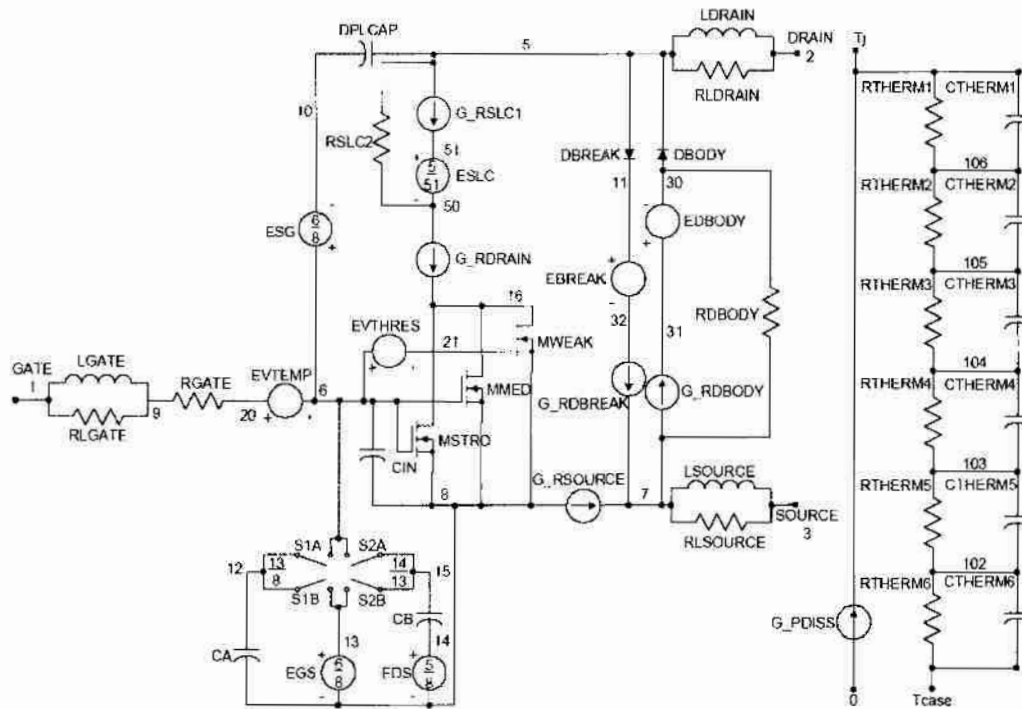 LDRAIN
DPLCAP
5
DRAIN
2
Tj
RLDRAIN
10
RSLC2
G_RSLC1
51
+
5
51
ESLC
-
50
DBREAK
11
DBODY
30
RTHERM1
CTHERM1
106
RTHERM2
CTHERM2
-
6
8
+
ESG
G_RDRAIN
-
EDBODY
+
105
RTHERM3
CTHERM3
16
+
EBREAK
-
32
31
RDBODY
EVTHRES
+
-
21
MWEAK
104
RTHERM4
CTHERM4
GATE
1
LGATE
RLGATE
9
RGATE
20
EVTEMP
+
-
6
MMED
G_RDBREAK
G_RDBODY
MSTRO
CIN
8
G_RSOURCE
7
LSOURCE
RLSOURCE
SOURCE
3
103
RTHERM5
CTHERM5
12
S1A
S2A
13
8
14
13
15
S1B
S2B
102
RTHERM6
CTHERM6
CA
13
CB
14
+
6
8
-
EGS
+
5
8
-
EDS
G_PDISS
0
Tcase